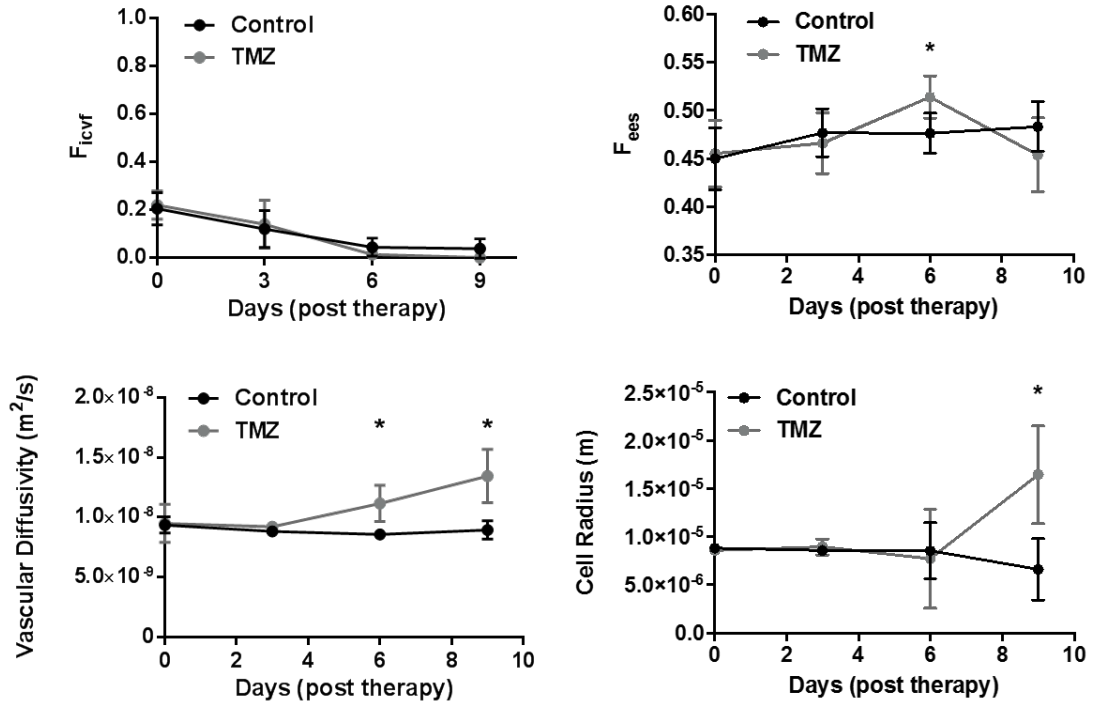 Control
TMZ
F_icvf
1.0
0.8
0.6
0.4
0.2
0.0
0 3 6 9
Days (post therapy)
Control
TMZ
*
F_ees
0.60
0.55
0.50
0.45
0.40
0.35
0 2 4 6 8 10
Days (post therapy)
Control
TMZ
* *
Vascular Diffusivity (m²/s)
2.0×10⁻⁸
1.5×10⁻⁸
1.0×10⁻⁸
5.0×10⁻⁹
0
0 2 4 6 8 10
Days (post therapy)
Control
TMZ
*
Cell Radius (m)
2.5×10⁻⁵
2.0×10⁻⁵
1.5×10⁻⁵
1.0×10⁻⁵
5.0×10⁻⁶
0.0
0 2 4 6 8 10
Days (post therapy)